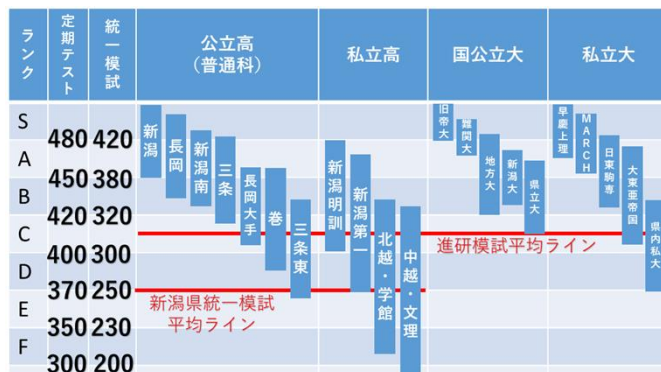 ランク
定期テスト
統一模試
公立高
（普通科）
私立高
国公立大
私立大
S
A
B
C
D
E
F
480
450
420
400
370
350
300
420
380
320
300
250
230
200
新潟
長岡
新潟南
三条
長岡大手
巻
三条東
新潟明訓
新潟第一
北越・学館
中越・文理
旧帝大
難関大
地方大
新潟大
県立大
早慶上理
MARCH
日東駒専
大東亜帝国
県内私大
進研模試平均ライン
新潟県統一模試
平均ライン